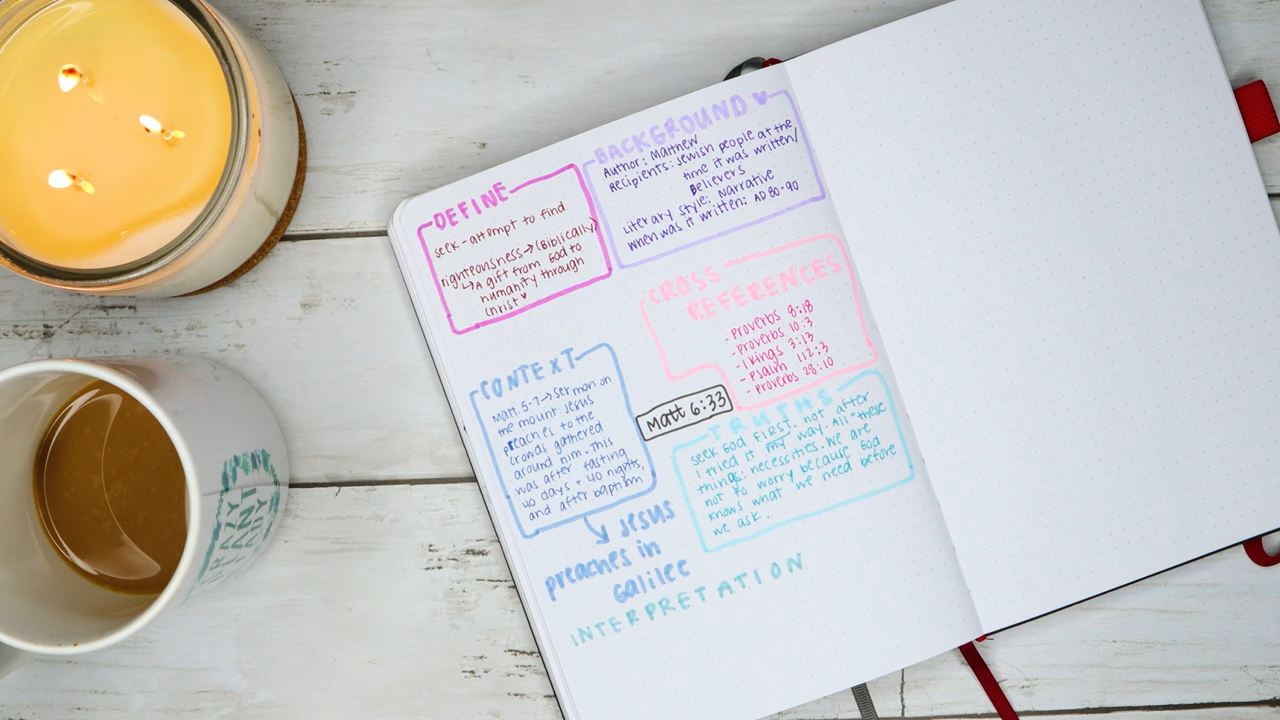 DEFINE
seek - attempt to find
righteousness → (Biblically)
↳ A gift from God to
humanity through
Christ ♥
BACKGROUND ♥
Author: Matthew
Recipients: Jewish people at the
time it was written/
Believers
Literary style: Narrative
When was it written: AD 80-90
CROSS
REFERENCES
- Proverbs 8:18
- Proverbs 10:3
- 1 Kings 3:13
- Psalm 112:3
- Proverbs 28:10
CONTEXT
Matt. 5-7 → Sermon on
the mount. Jesus
preached to the
crowds gathered
around him. This
was after fasting
40 days + 40 nights,
and after baptism
↳ Jesus
preaches in
Galilee
Matt 6:33
TRUTHS
Seek God FIRST, not after
I tried it my way. All "these
things" necessities. We are
not to worry because God
knows what we need before
we ask.
INTERPRETATION
CRAZY
PLANT
LADY